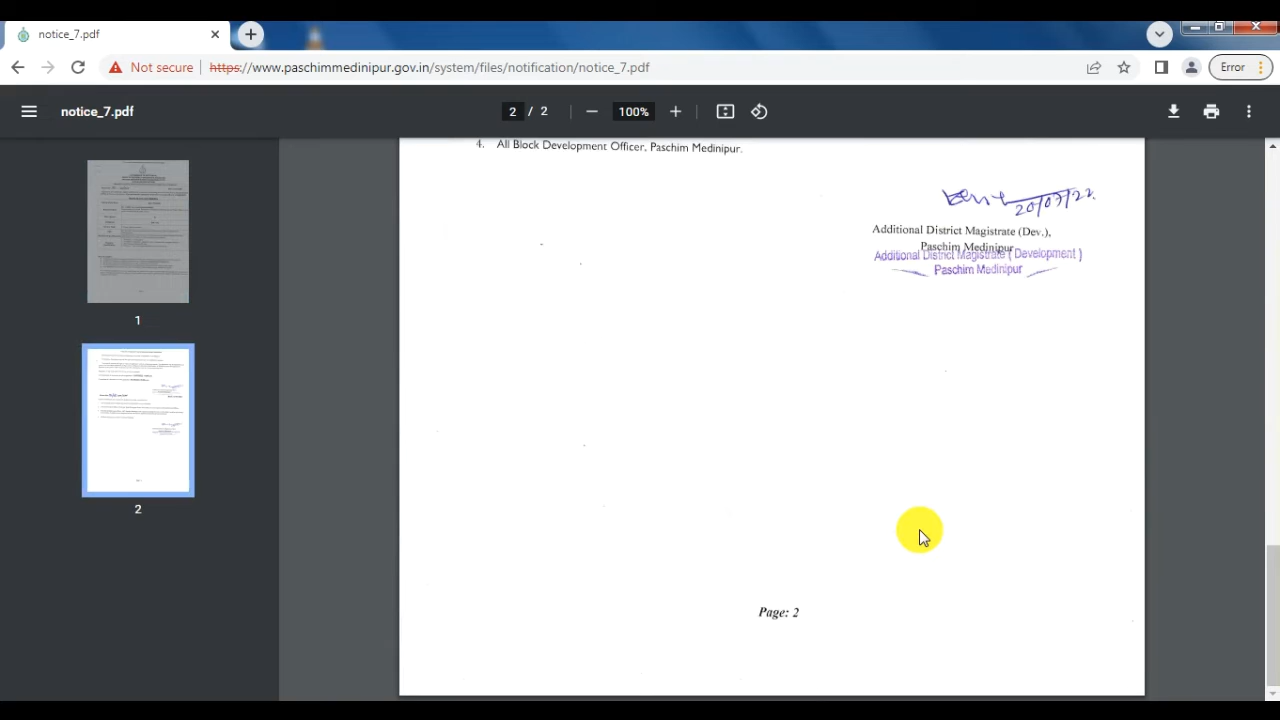 notice_7.pdf
Not secure
https://www.paschimmedinipur.gov.in/system/files/notification/notice_7.pdf
Error
notice_7.pdf
2 / 2
100%
1
2
4. All Block Development Officer, Paschim Medinipur.
20/07/22.
Additional District Magistrate (Dev.),
Paschim Medinipur
Additional District Magistrate ( Development )
Paschim Medinipur
Page: 2